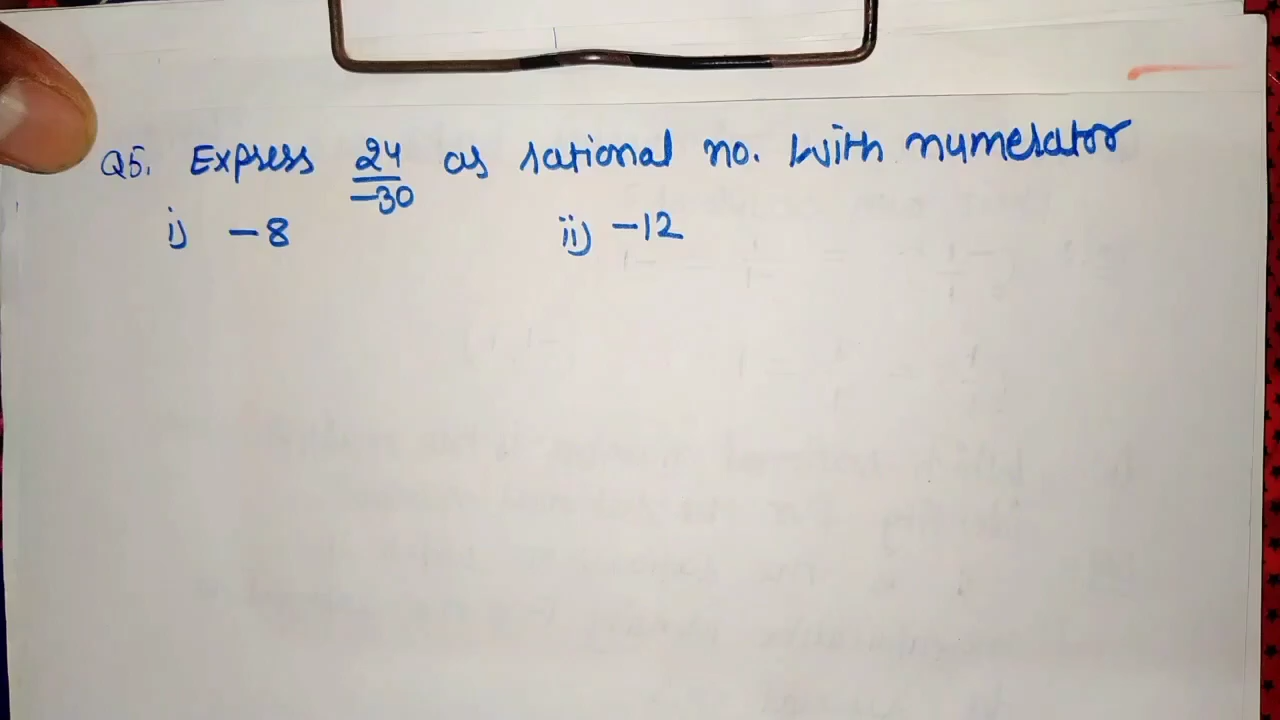 Q5. Express 24/-30 as rational no. with numerator
i) -8 ii) -12